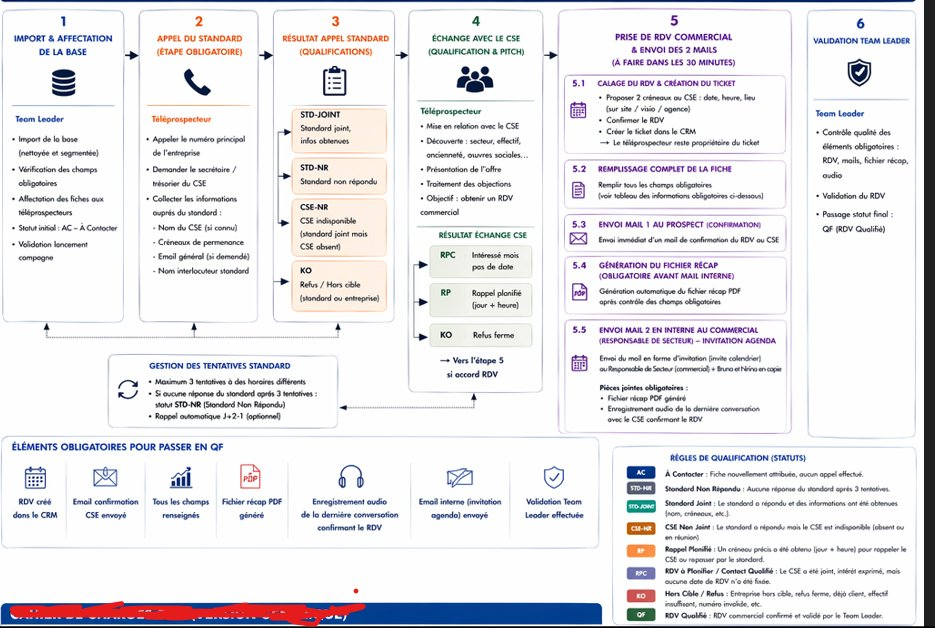 1
IMPORT & AFFECTATION
DE LA BASE
Team Leader
• Import de la base
(nettoyée et segmentée)
• Vérification des champs
obligatoires
• Affectation des fiches aux
téléprospecteurs
• Statut initial : AC – À Contacter
• Validation lancement
campagne
2
APPEL DU STANDARD
(ÉTAPE OBLIGATOIRE)
Téléprospecteur
• Appeler le numéro principal
de l'entreprise
• Demander le secrétaire /
trésorier du CSE
• Collecter les informations
auprés du standard :
- Nom du CSE (si connu)
- Créneaux de permanence
- Email général (si demandé)
- Nom interlocuteur standard
3
RÉSULTAT APPEL STANDARD
(QUALIFICATIONS)
STD-JOINT
Standard joint,
infos obtenues
STD-NR
Standard non répondu
CSE-NR
CSE indisponible
(standard joint mais
CSE absent)
KO
Refus / Hors cible
(standard ou entreprise)
4
ÉCHANGE AVEC LE CSE
(QUALIFICATION & PITCH)
Téléprospecteur
• Mise en relation avec le CSE
• Découverte : secteur, effectif,
ancienneté, œuvres sociales...
• Présentation de l'offre
• Traitement des objections
• Objectif : obtenir un RDV
commercial
RÉSULTAT ÉCHANGE CSE
RPC Intéressé mais
pas de date
RP Rappel planifié
(jour + heure)
KO Refus ferme
→ Vers l'étape 5
si accord RDV
5
PRISE DE RDV COMMERCIAL
& ENVOI DES 2 MAILS
(À FAIRE DANS LES 30 MINUTES)
5.1 CALAGE DU RDV & CRÉATION DU TICKET
• Proposer 2 créneaux au CSE : date, heure, lieu
(sur site / visio / agence)
• Confirmer le RDV
• Créer le ticket dans le CRM
→ Le téléprospecteur reste propriétaire du ticket
5.2 REMPLISSAGE COMPLET DE LA FICHE
Remplir tous les champs obligatoires
(voir tableau des informations obligatoires ci-dessous)
5.3 ENVOI MAIL 1 AU PROSPECT (CONFIRMATION)
Envoi immédiat d'un mail de confirmation du RDV au CSE
5.4 GÉNÉRATION DU FICHIER RÉCAP
(OBLIGATOIRE AVANT MAIL INTERNE)
PDF
Génération automatique du fichier récap PDF
après contrôle des champs obligatoires
5.5 ENVOI MAIL 2 EN INTERNE AU COMMERCIAL
(RESPONSABLE DE SECTEUR) – INVITATION AGENDA
Envoi du mail en forme d'invitation (invite calendrier)
au Responsable de Secteur (commercial) + Bruno et Nirina en copie
Pièces jointes obligatoires :
• Fichier récap PDF généré
• Enregistrement audio de la dernière conversation
avec le CSE confirmant le RDV
6
VALIDATION TEAM LEADER
Team Leader
• Contrôle qualité des
éléments obligatoires :
RDV, mails, fichier récap,
audio
• Validation du RDV
• Passage statut final :
QF (RDV Qualifié)
GESTION DES TENTATIVES STANDARD
• Maximum 3 tentatives à des horaires différents
• Si aucune réponse du standard après 3 tentatives :
statut STD-NR (Standard Non Répondu)
• Rappel automatique J+2-1 (optionnel)
ÉLÉMENTS OBLIGATOIRES POUR PASSER EN QF
RDV créé
dans le CRM
Email confirmation
CSE envoyé
Tous les champs
renseignés
PDF
Fichier récap PDF
généré
Enregistrement audio
de la dernière conversation
confirmant le RDV
Email interne (invitation
agenda) envoyé
Validation Team
Leader effectuée
RÈGLES DE QUALIFICATION (STATUTS)
AC À Contacter : Fiche nouvellement attribuée, aucun appel effectué.
STD-NR Standard Non Répondu : Aucune réponse du standard après 3 tentatives.
STD-JOINT Standard Joint : Le standard a répondu et des informations ont été obtenues
(nom, créneaux, etc.).
CSE-NR CSE Non Joint : Le standard a répondu mais le CSE est indisponible (absent ou
en réunion)
RP Rappel Planifié : Un créneau précis a été obtenu (jour + heure) pour rappeler le
CSE ou repasser par le standard.
RPC RDV à Planifier / Contact Qualifié : Le CSE a été joint, intérêt exprimé, mais
aucune date de RDV n'a été fixée.
KO Hors Cible / Refus : Entreprise hors cible, refus ferme, déjà client, effectif
insuffisant, numéro invalide, etc.
QF RDV Qualifié : RDV commercial confirmé et validé par le Team Leader.